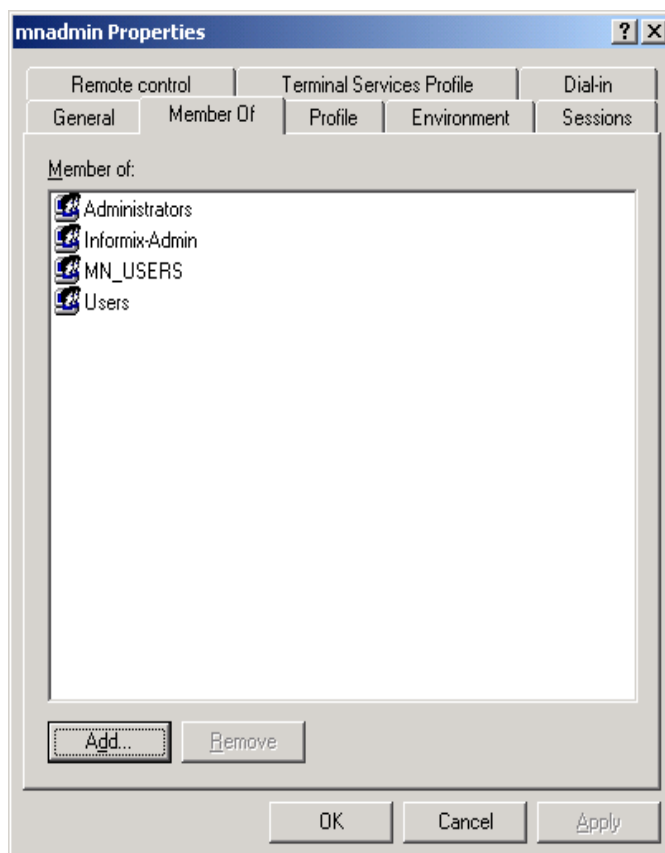 mnadmin Properties
Remote control Terminal Services Profile Dial-in
General Member Of Profile Environment Sessions
Member of:
Administrators
Informix-Admin
MN_USERS
Users
Add... Remove
OK Cancel Apply